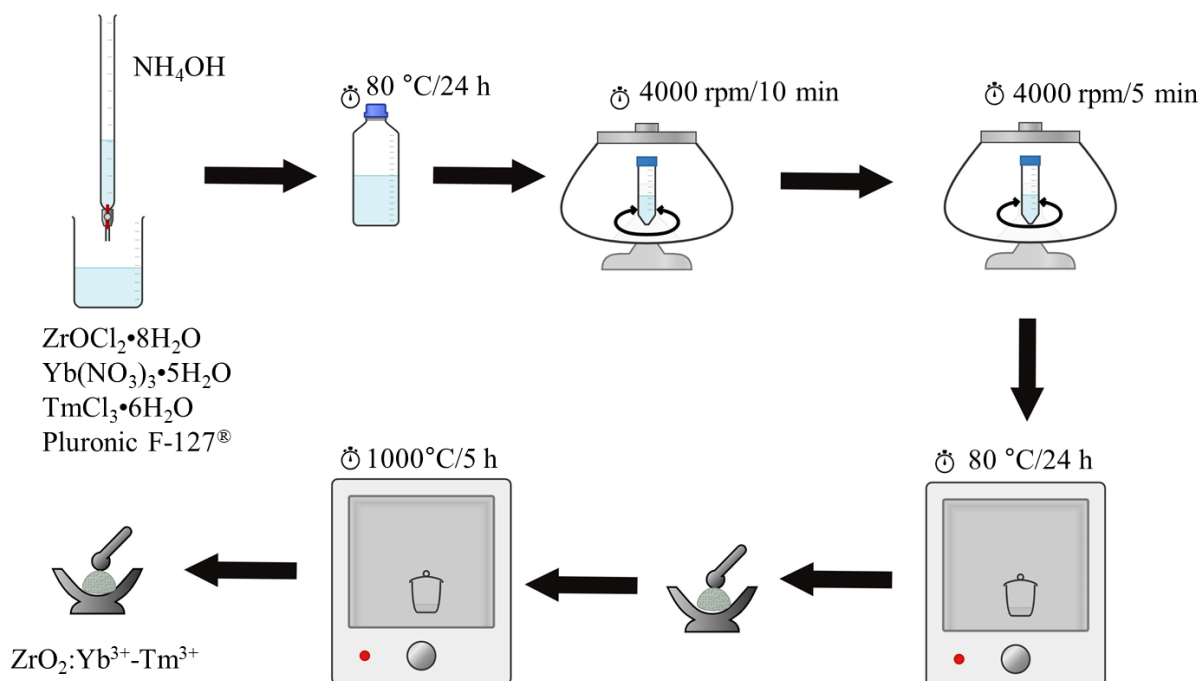 NH₄OH
80 °C/24 h
4000 rpm/10 min
4000 rpm/5 min
ZrOCl₂•8H₂O
Yb(NO₃)₃•5H₂O
TmCl₃•6H₂O
Pluronic F-127®
80 °C/24 h
1000°C/5 h
ZrO₂:Yb³⁺-Tm³⁺